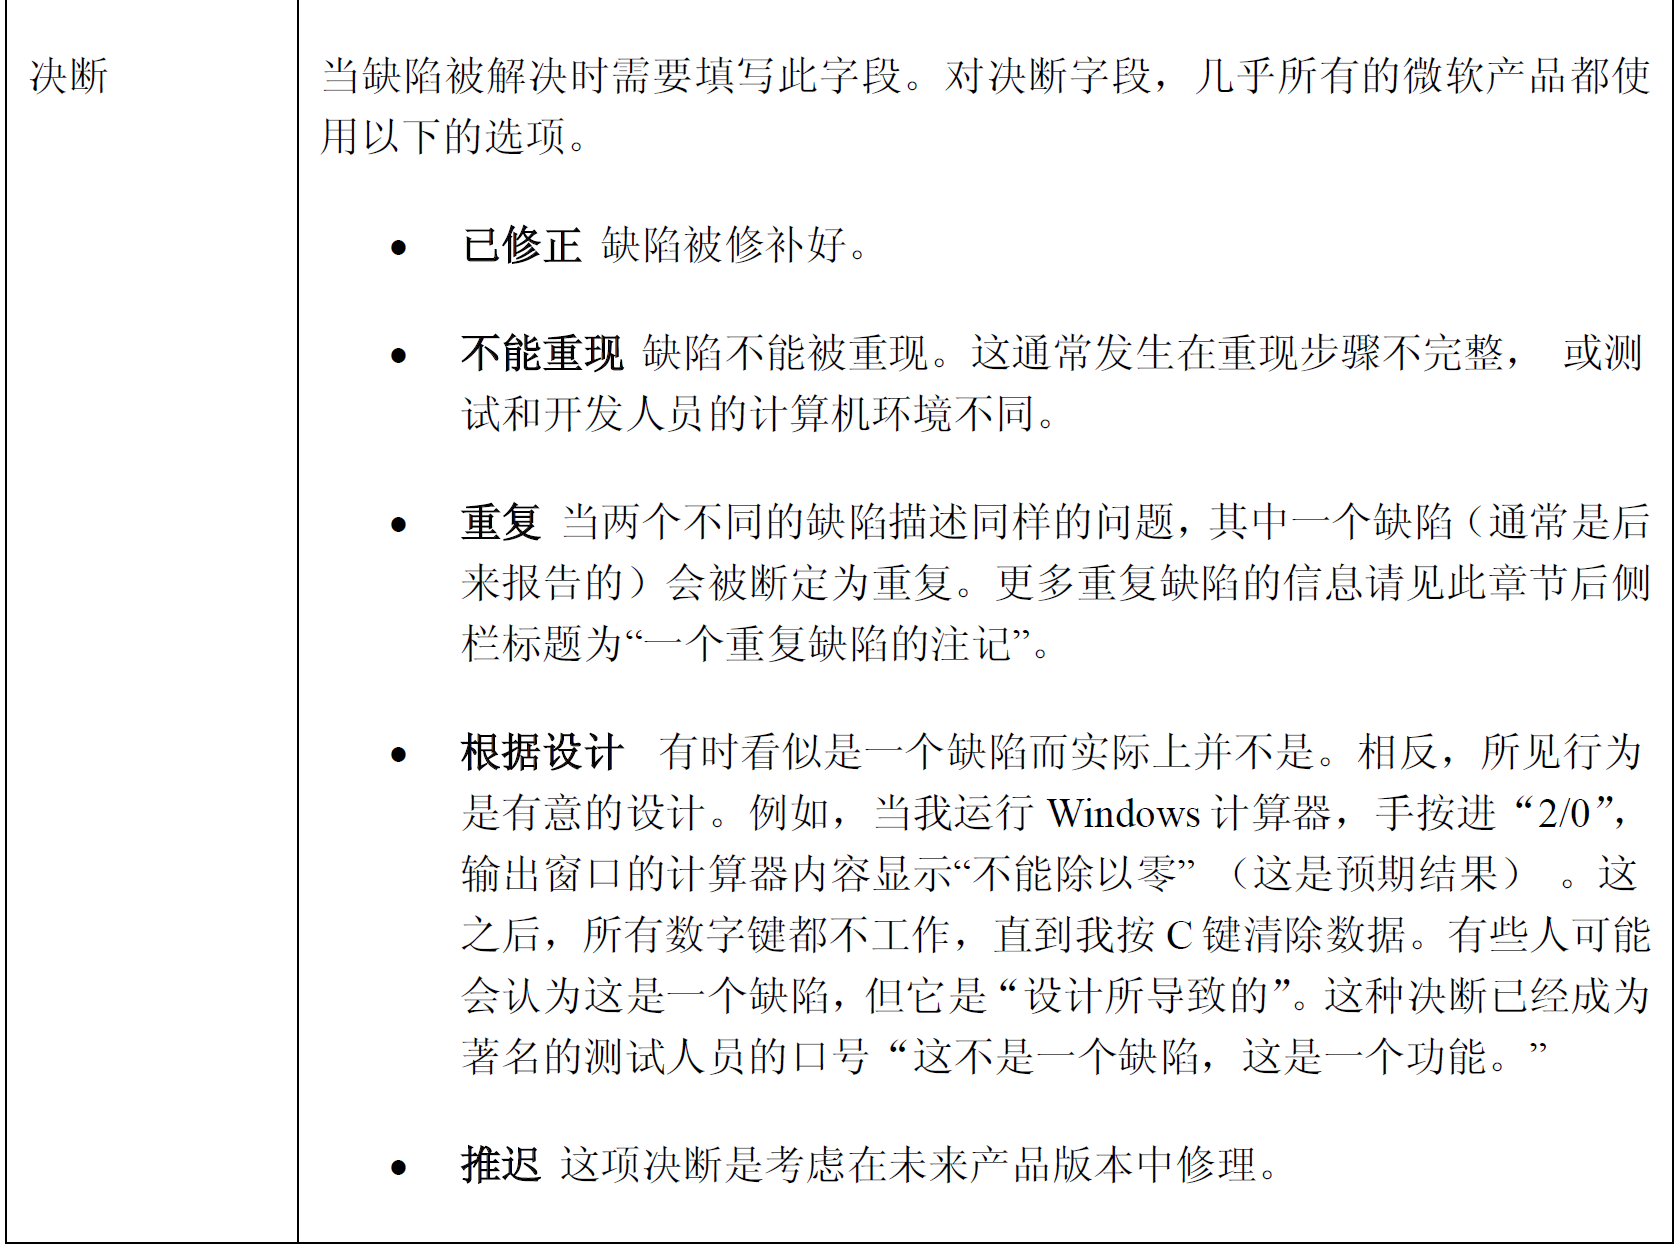 决断
当缺陷被解决时需要填写此字段。对决断字段，几乎所有的微软产品都使
用以下的选项。
● 已修正 缺陷被修补好。
● 不能重现 缺陷不能被重现。这通常发生在重现步骤不完整， 或测
试和开发人员的计算机环境不同。
● 重复 当两个不同的缺陷描述同样的问题，其中一个缺陷（通常是后
来报告的）会被断定为重复。更多重复缺陷的信息请见此章节后侧
栏标题为“一个重复缺陷的注记”。
● 根据设计 有时看似是一个缺陷而实际上并不是。相反，所见行为
是有意的设计。例如，当我运行 Windows 计算器，手按进“2/0”，
输出窗口的计算器内容显示“不能除以零” （这是预期结果） 。这
之后，所有数字键都不工作，直到我按 C 键清除数据。有些人可能
会认为这是一个缺陷，但它是“设计所导致的”。这种决断已经成为
著名的测试人员的口号“这不是一个缺陷，这是一个功能。”
● 推迟 这项决断是考虑在未来产品版本中修理。